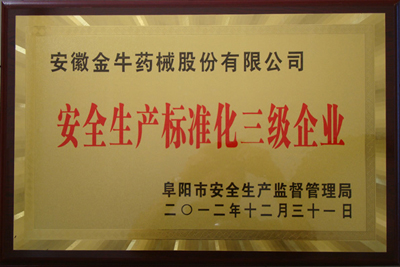 安徽金牛药械股份有限公司
安全生产标准化三级企业
阜阳市安全生产监督管理局
二〇一二年十二月三十一日